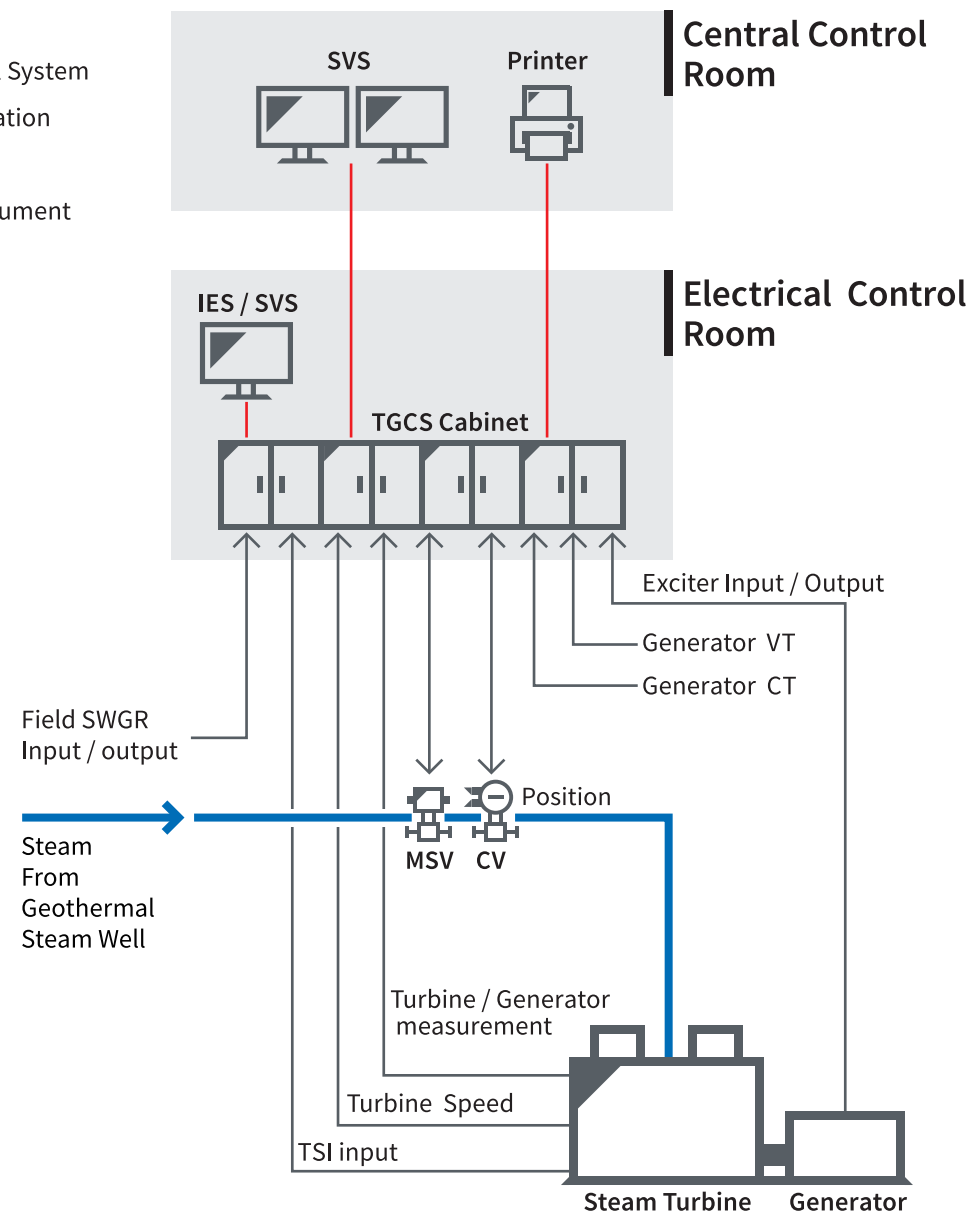 System
SVS
Printer
Central Control
Room
IES / SVS
Electrical Control
Room
TGCS Cabinet
Exciter Input / Output
Generator VT
Generator CT
Field SWGR
Input / output
Position
MSV
CV
Steam
From
Geothermal
Steam Well
Turbine / Generator
measurement
Turbine Speed
TSI input
Steam Turbine
Generator